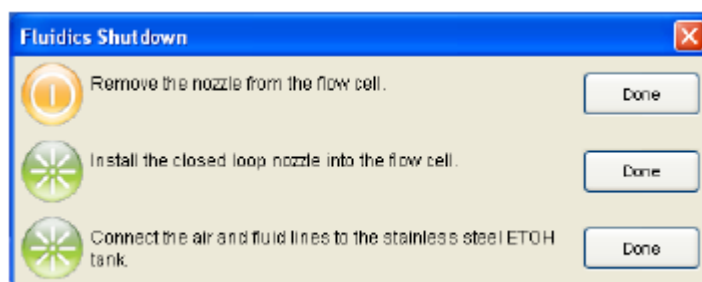 Fluidics Shutdown
Remove the nozzle from the flow cell.
Done
Install the closed loop nozzle into the flow cell.
Done
Connect the air and fluid lines to the stainless steel ETOH
tank.
Done